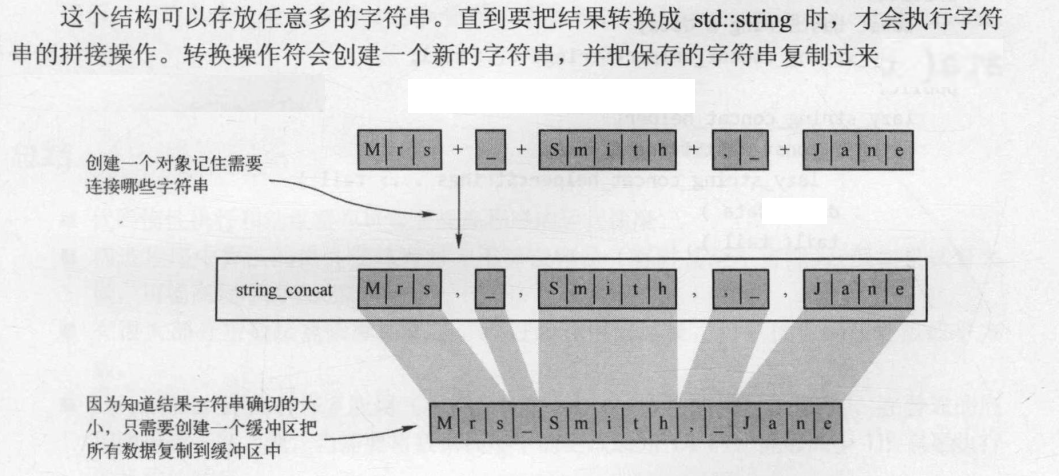 这个结构可以存放任意多的字符串。直到要把结果转换成 std::string 时，才会执行字符
串的拼接操作。转换操作符会创建一个新的字符串，并把保存的字符串复制过来
M r s + _ + S m i t h + , _ J a n e
创建一个对象记住需要
连接哪些字符串
string_concat M r s , _ , S m i t h , , _ , J a n e
因为知道结果字符串确切的大
小，只需要创建一个缓冲区把
所有数据复制到缓冲区中
M r s _ S m i t h , _ J a n e